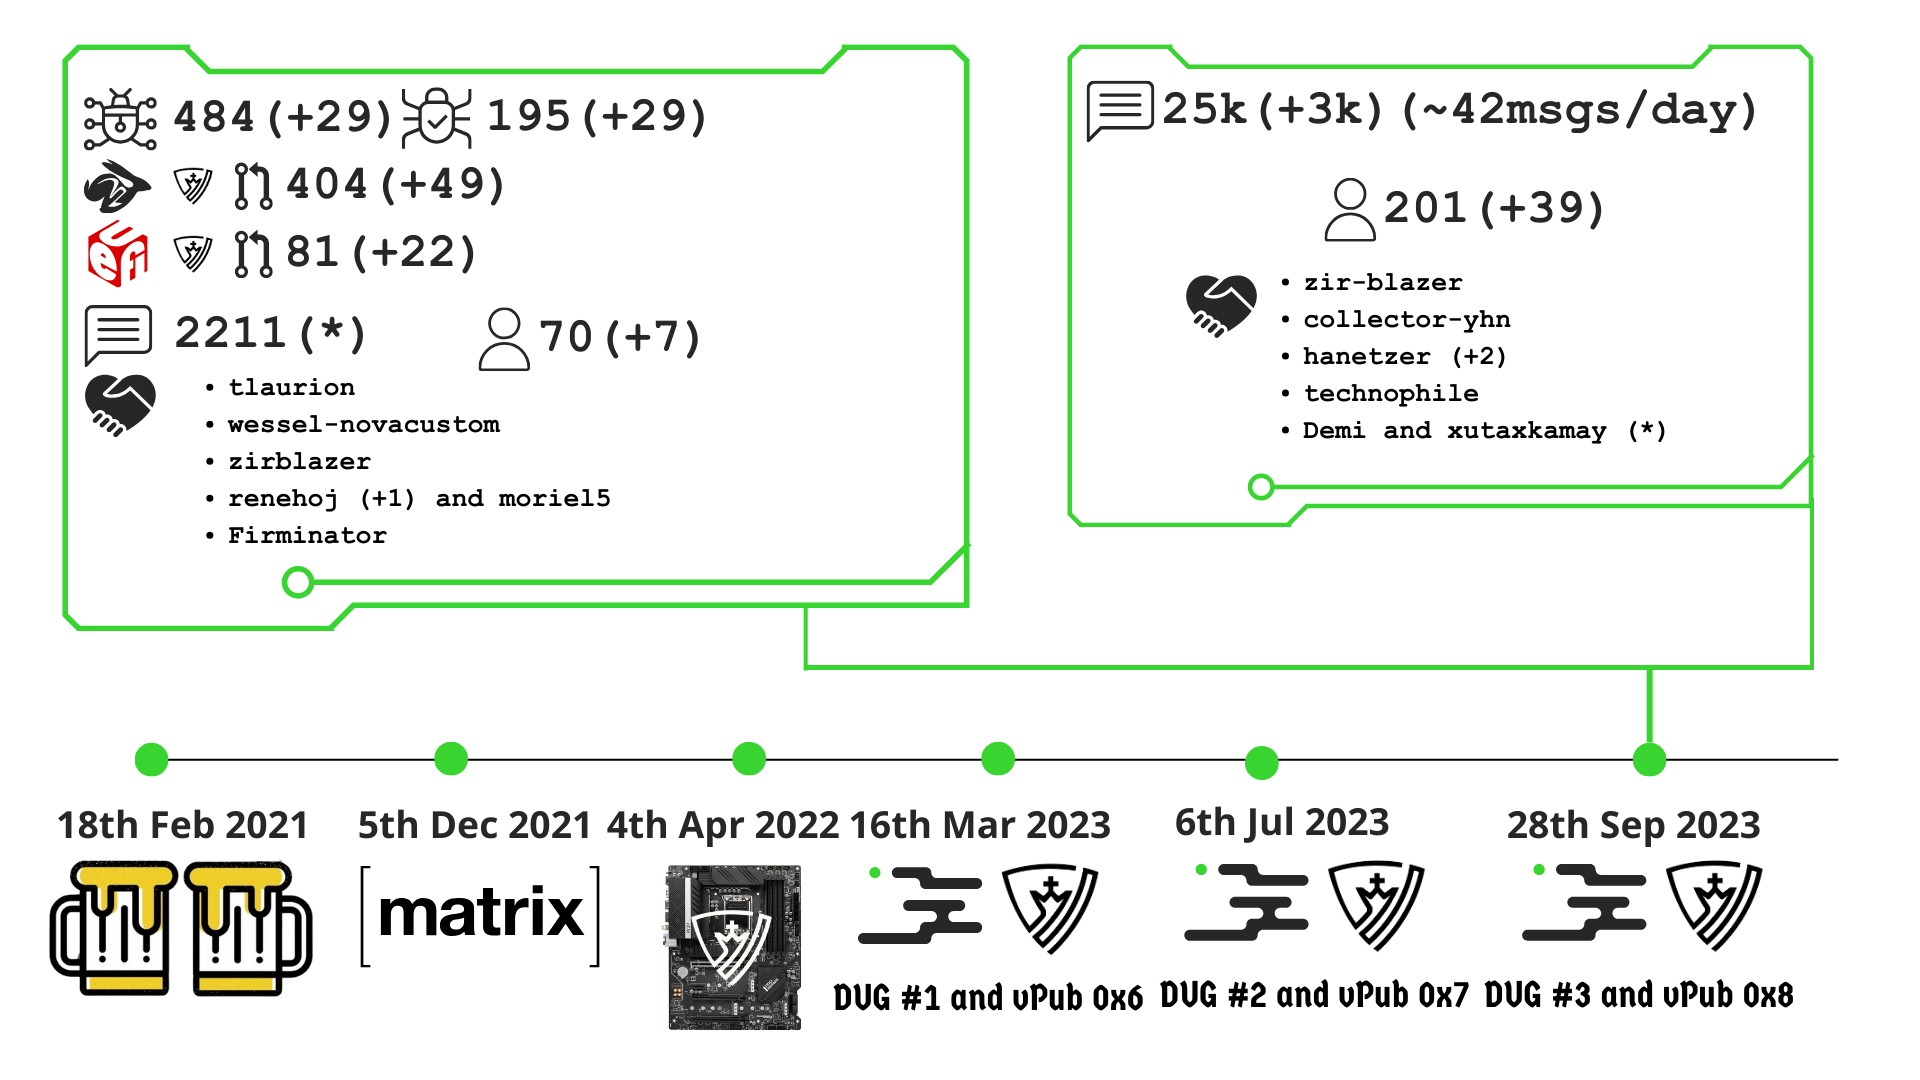 484(+29) 195(+29)
404(+49)
UEFI
81(+22)
2211(*) 70(+7)
• tlaurion
• wessel-novacustom
• zirblazer
• renehoj (+1) and moriel5
• Firminator
25k(+3k)(~42msgs/day)
201(+39)
• zir-blazer
• collector-yhn
• hanetzer (+2)
• technophile
• Demi and xutaxkamay (*)
18th Feb 2021
5th Dec 2021
[matrix]
4th Apr 2022
16th Mar 2023
DUG #1 and vPub 0x6
6th Jul 2023
DUG #2 and vPub 0x7
28th Sep 2023
DUG #3 and vPub 0x8